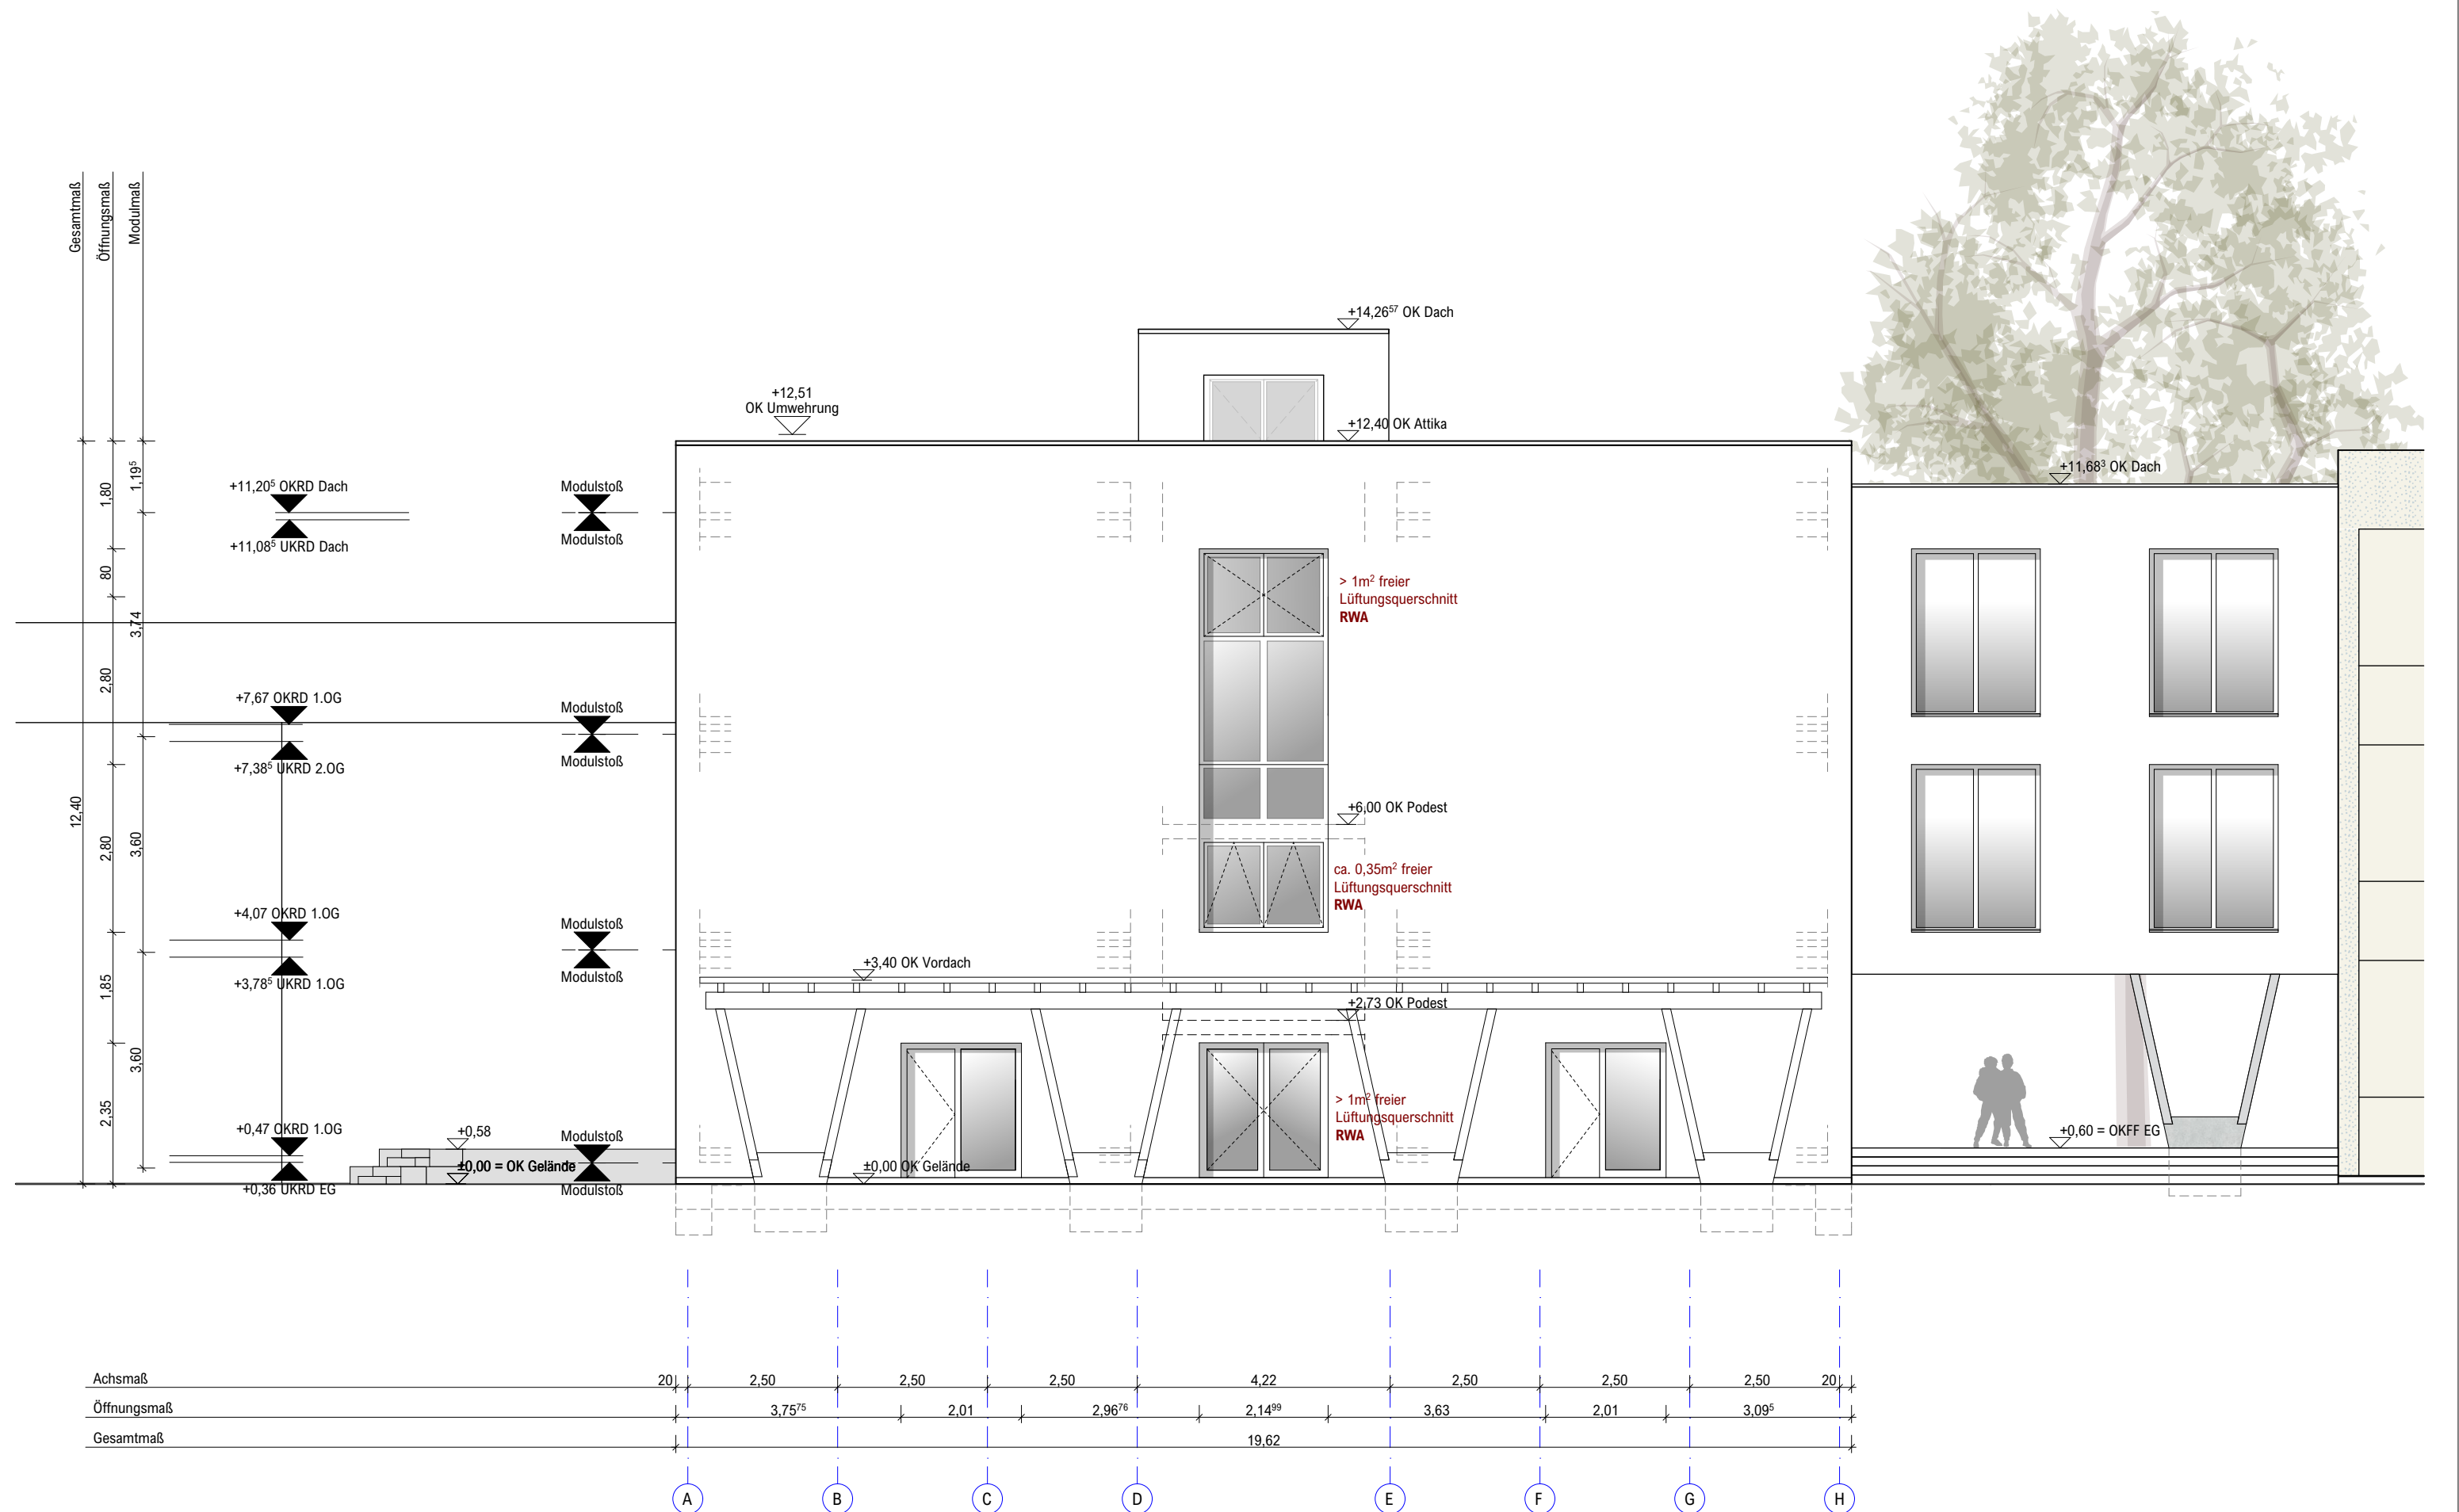 Gesamtmaß
Öffnungsmaß
Modulmaß
+14,26⁵⁷ OK Dach
+12,51
OK Umwehrung
+12,40 OK Attika
+11,68³ OK Dach
1,19⁵
1,80
+11,20⁵ OKRD Dach
Modulstoß
Modulstoß
+11,08⁵ UKRD Dach
80
> 1m² freier
Lüftungsquerschnitt
RWA
3,74
2,80
+7,67 OKRD 1.OG
Modulstoß
Modulstoß
+7,38⁵ UKRD 2.OG
12,40
2,80
3,60
+6,00 OK Podest
ca. 0,35m² freier
Lüftungsquerschnitt
RWA
+4,07 OKRD 1.OG
Modulstoß
Modulstoß
+3,78⁵ UKRD 1.OG
+3,40 OK Vordach
1,85
+2,73 OK Podest
3,60
2,35
> 1m² freier
Lüftungsquerschnitt
RWA
+0,47 OKRD 1.OG
+0,58
Modulstoß
+0,60 = OKFF EG
±0,00 = OK Gelände
±0,00 OK Gelände
+0,36 UKRD EG
Modulstoß
Achsmaß 20 2,50 2,50 2,50 4,22 2,50 2,50 2,50 20
Öffnungsmaß 3,75⁷⁵ 2,01 2,96⁷⁶ 2,14⁹⁹ 3,63 2,01 3,09⁵
Gesamtmaß 19,62
A B C D E F G H